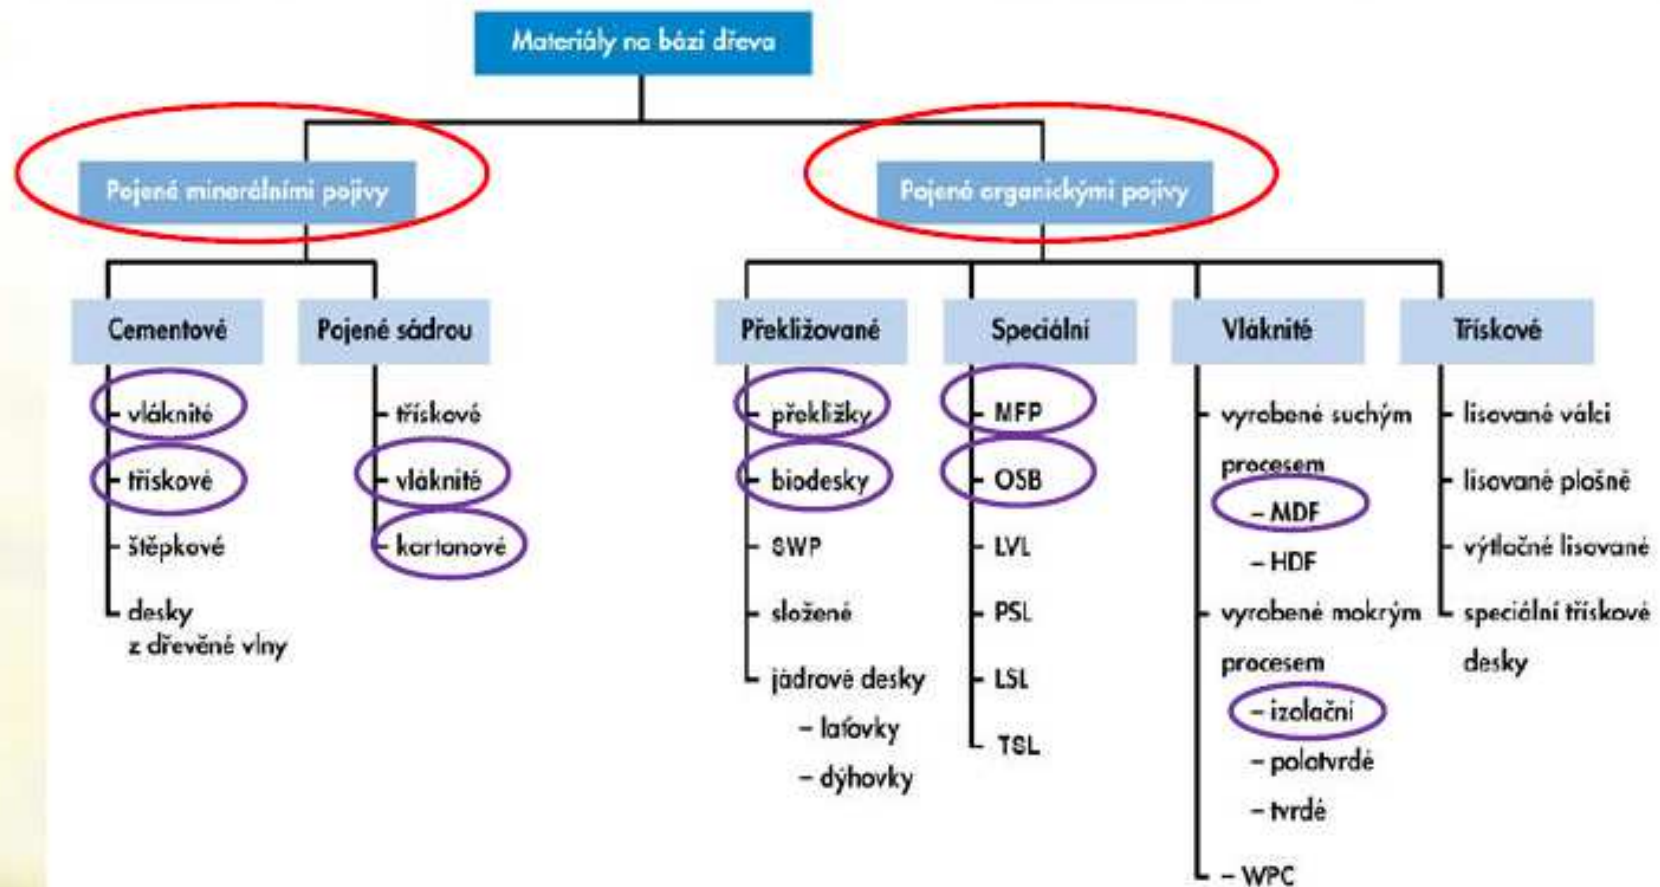 Materiály na bázi dřeva
Pojené minerálními pojivy
Pojené organickými pojivy
Cementové
vláknité
třískové
štěpkové
desky
z dřevěné vlny
Pojené sádrou
třískové
vláknité
kartonové
Překližované
překližky
biodesky
SWP
složené
jádrové desky
– laťovky
– dýhovky
Speciální
MFP
OSB
LVL
PSL
LSL
TSL
Vláknité
vyrobené suchým
procesem
– MDF
– HDF
vyrobené mokrým
procesem
– izolační
– polotvrdé
– tvrdé
– WPC
Třískové
lisované válci
lisované plošně
výtlačně lisované
speciální třískové
desky